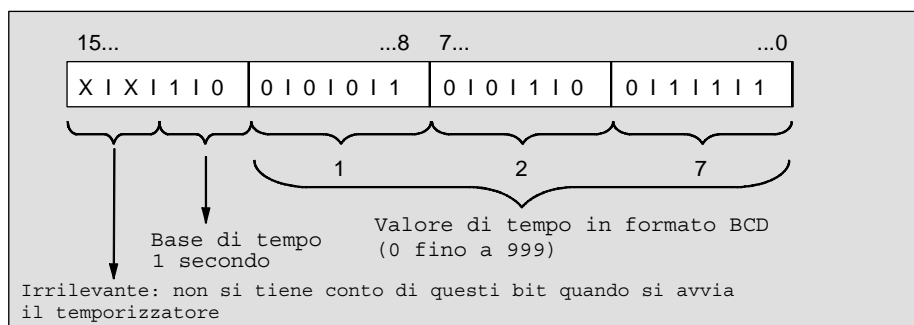 15... ...8 7... ...0
X I X I 1 I 0 0 I 0 I 0 I 1 0 I 0 I 1 I 0 0 I 1 I 1 I 1
1 2 7
Valore di tempo in formato BCD
(0 fino a 999)
Base di tempo
1 secondo
Irrilevante: non si tiene conto di questi bit quando si avvia
il temporizzatore